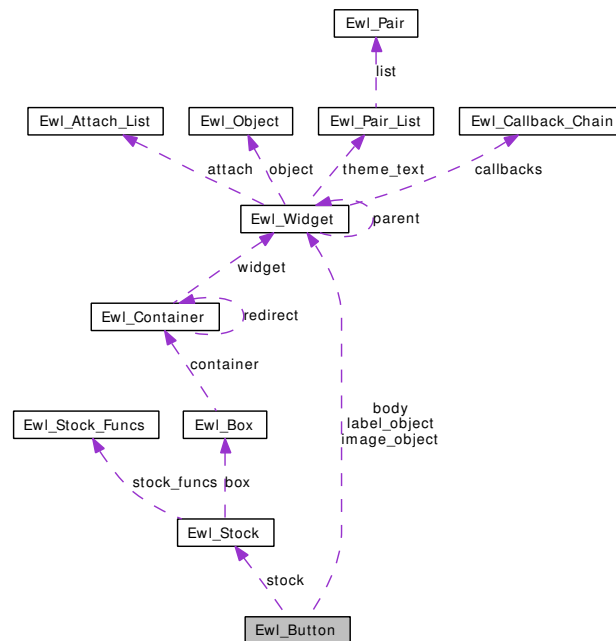 Ewl_Pair
list
Ewl_Attach_List
Ewl_Object
Ewl_Pair_List
Ewl_Callback_Chain
attach
object
theme_text
callbacks
Ewl_Widget
parent
widget
Ewl_Container
redirect
container
body
label_object
image_object
Ewl_Stock_Funcs
Ewl_Box
stock_funcs
box
Ewl_Stock
stock
Ewl_Button